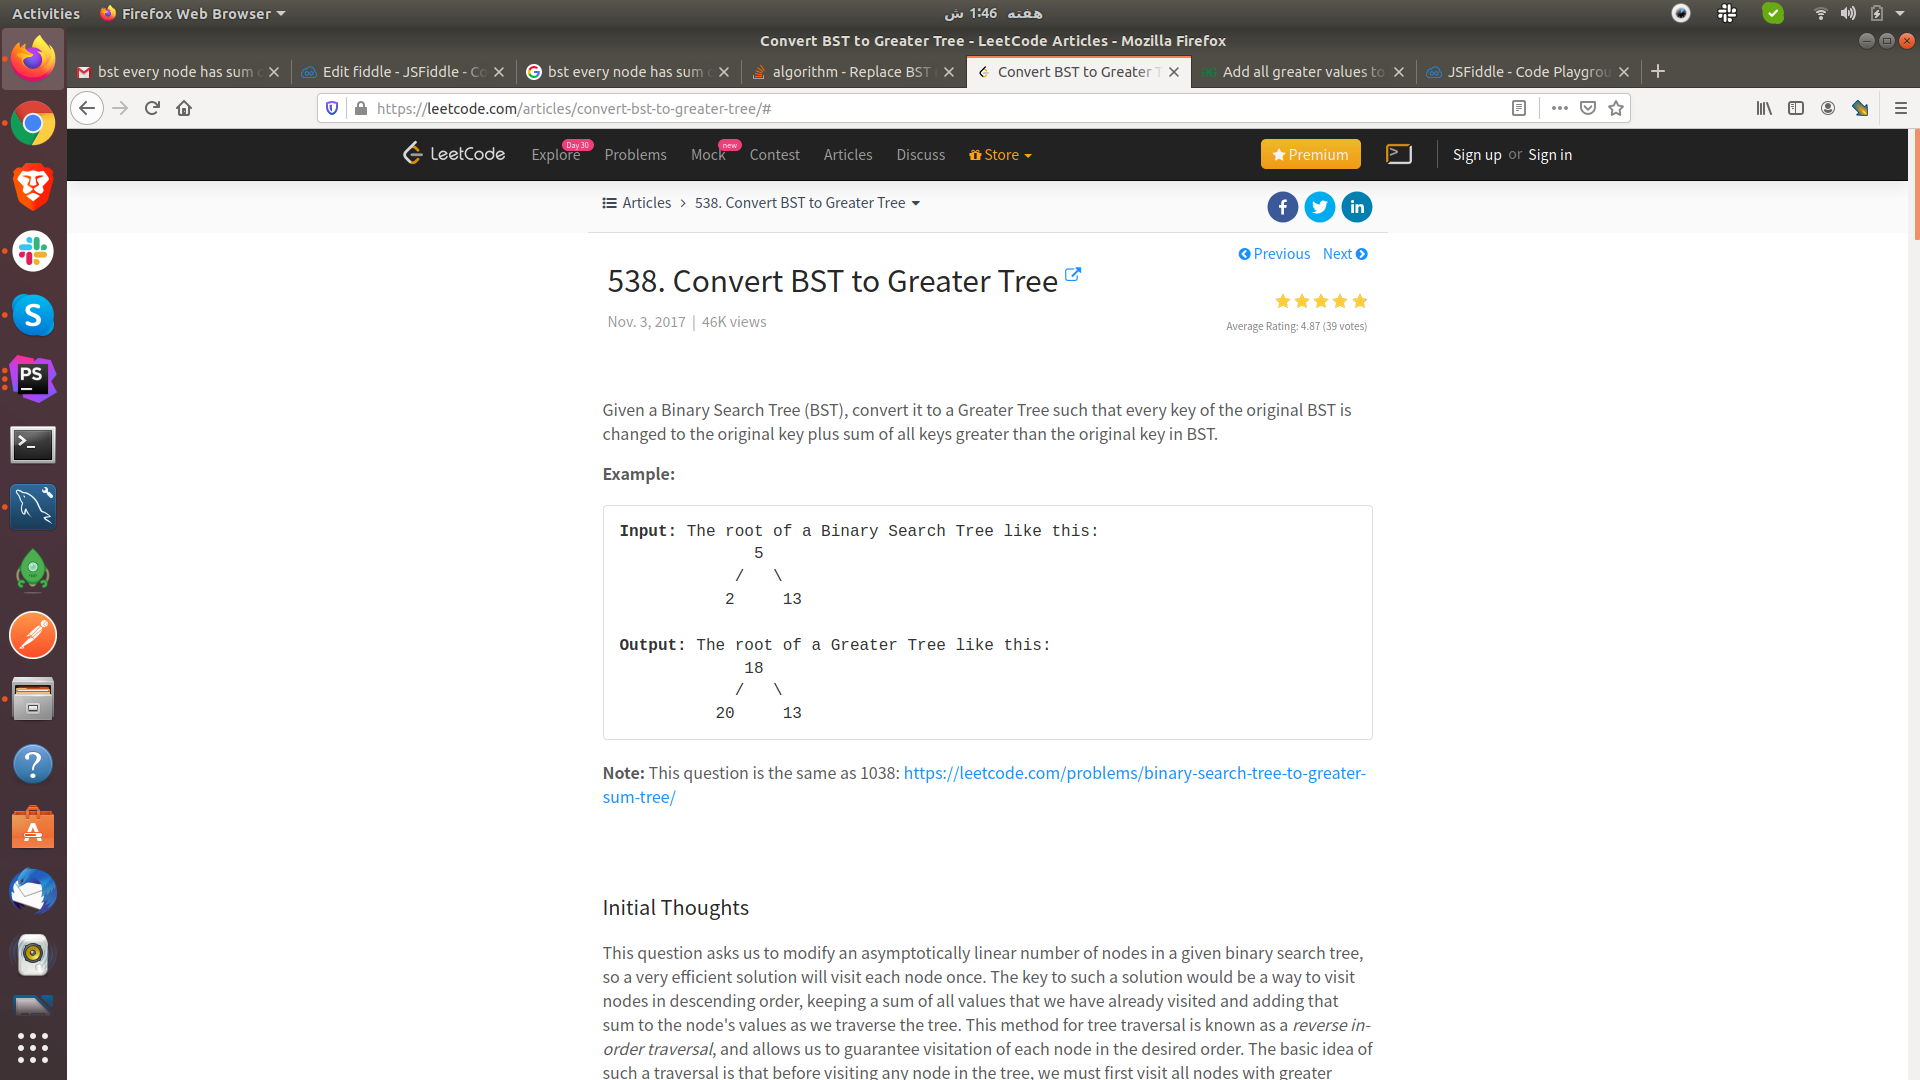 Activities Firefox Web Browser هفته 1:46 ش
Convert BST to Greater Tree - LeetCode Articles - Mozilla Firefox
bst every node has sum Edit fiddle - JSFiddle - Co bst every node has sum algorithm - Replace BST Convert BST to Greater T Add all greater values to JSFiddle - Code Playgrou
https://leetcode.com/articles/convert-bst-to-greater-tree/#
LeetCode Explore Day 30 Problems Mock new Contest Articles Discuss Store Premium Sign up or Sign in
Articles > 538. Convert BST to Greater Tree
Previous Next
538. Convert BST to Greater Tree
Nov. 3, 2017 | 46K views
Average Rating: 4.87 (39 votes)
Given a Binary Search Tree (BST), convert it to a Greater Tree such that every key of the original BST is
changed to the original key plus sum of all keys greater than the original key in BST.
Example:
Input: The root of a Binary Search Tree like this:
5
/ \
2 13
Output: The root of a Greater Tree like this:
18
/ \
20 13
Note: This question is the same as 1038: https://leetcode.com/problems/binary-search-tree-to-greater-
sum-tree/
Initial Thoughts
This question asks us to modify an asymptotically linear number of nodes in a given binary search tree,
so a very efficient solution will visit each node once. The key to such a solution would be a way to visit
nodes in descending order, keeping a sum of all values that we have already visited and adding that
sum to the node's values as we traverse the tree. This method for tree traversal is known as a reverse in-
order traversal, and allows us to guarantee visitation of each node in the desired order. The basic idea of
such a traversal is that before visiting any node in the tree, we must first visit all nodes with greater
PS